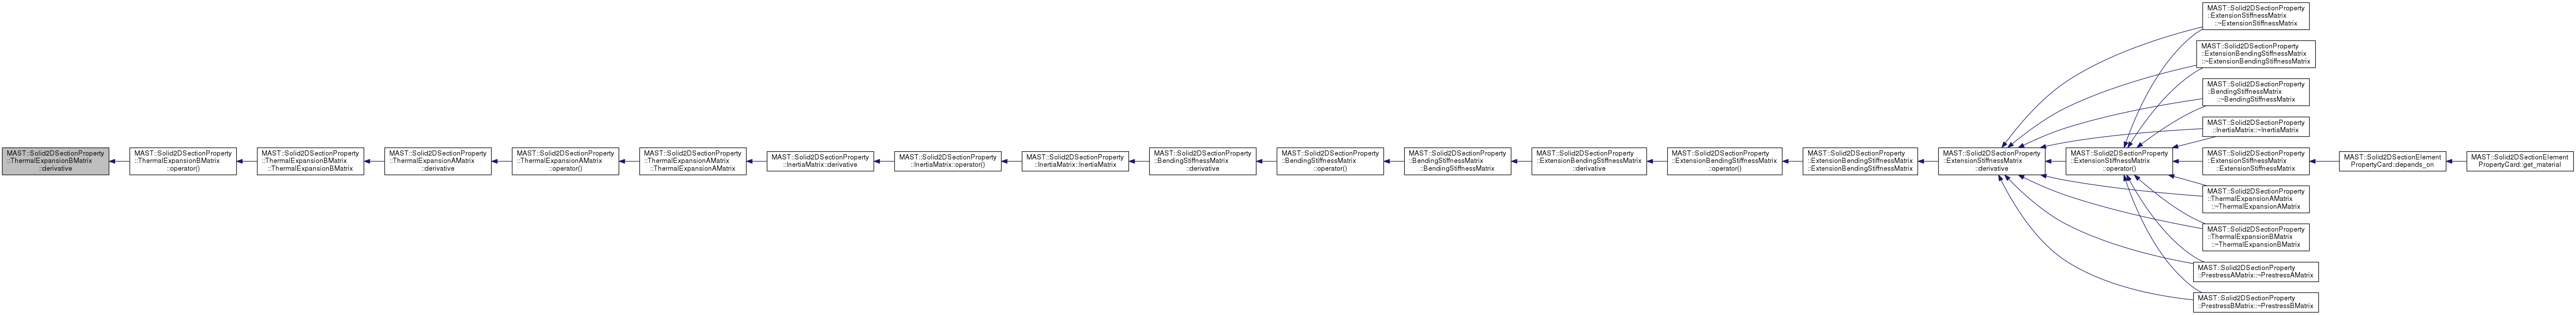 MAST::Solid2DSectionProperty
::ThermalExpansionBMatrix
::derivative
MAST::Solid2DSectionProperty
::ThermalExpansionBMatrix
::operator()
MAST::Solid2DSectionProperty
::ThermalExpansionBMatrix
::ThermalExpansionBMatrix
MAST::Solid2DSectionProperty
::ThermalExpansionAMatrix
::derivative
MAST::Solid2DSectionProperty
::ThermalExpansionAMatrix
::operator()
MAST::Solid2DSectionProperty
::ThermalExpansionAMatrix
::ThermalExpansionAMatrix
MAST::Solid2DSectionProperty
::InertiaMatrix::derivative
MAST::Solid2DSectionProperty
::InertiaMatrix::operator()
MAST::Solid2DSectionProperty
::InertiaMatrix::InertiaMatrix
MAST::Solid2DSectionProperty
::BendingStiffnessMatrix
::derivative
MAST::Solid2DSectionProperty
::BendingStiffnessMatrix
::operator()
MAST::Solid2DSectionProperty
::BendingStiffnessMatrix
::BendingStiffnessMatrix
MAST::Solid2DSectionProperty
::ExtensionBendingStiffnessMatrix
::derivative
MAST::Solid2DSectionProperty
::ExtensionBendingStiffnessMatrix
::operator()
MAST::Solid2DSectionProperty
::ExtensionBendingStiffnessMatrix
::ExtensionBendingStiffnessMatrix
MAST::Solid2DSectionProperty
::ExtensionStiffnessMatrix
::derivative
MAST::Solid2DSectionProperty
::ExtensionStiffnessMatrix
::operator()
MAST::Solid2DSectionProperty
::ExtensionStiffnessMatrix
::~ExtensionStiffnessMatrix
MAST::Solid2DSectionProperty
::ExtensionBendingStiffnessMatrix
::~ExtensionBendingStiffnessMatrix
MAST::Solid2DSectionProperty
::BendingStiffnessMatrix
::~BendingStiffnessMatrix
MAST::Solid2DSectionProperty
::InertiaMatrix::~InertiaMatrix
MAST::Solid2DSectionProperty
::ExtensionStiffnessMatrix
::ExtensionStiffnessMatrix
MAST::Solid2DSectionProperty
::ThermalExpansionAMatrix
::~ThermalExpansionAMatrix
MAST::Solid2DSectionProperty
::ThermalExpansionBMatrix
::~ThermalExpansionBMatrix
MAST::Solid2DSectionProperty
::PrestressAMatrix::~PrestressAMatrix
MAST::Solid2DSectionProperty
::PrestressBMatrix::~PrestressBMatrix
MAST::Solid2DSectionElement
PropertyCard::depends_on
MAST::Solid2DSectionElement
PropertyCard::get_material